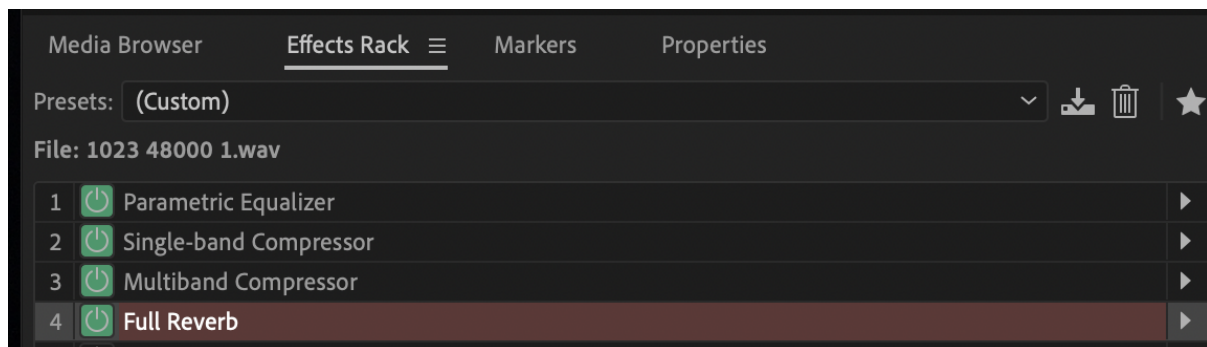 Media Browser Effects Rack Markers Properties
Presets: (Custom)
File: 1023 48000 1.wav
1 Parametric Equalizer
2 Single-band Compressor
3 Multiband Compressor
4 Full Reverb